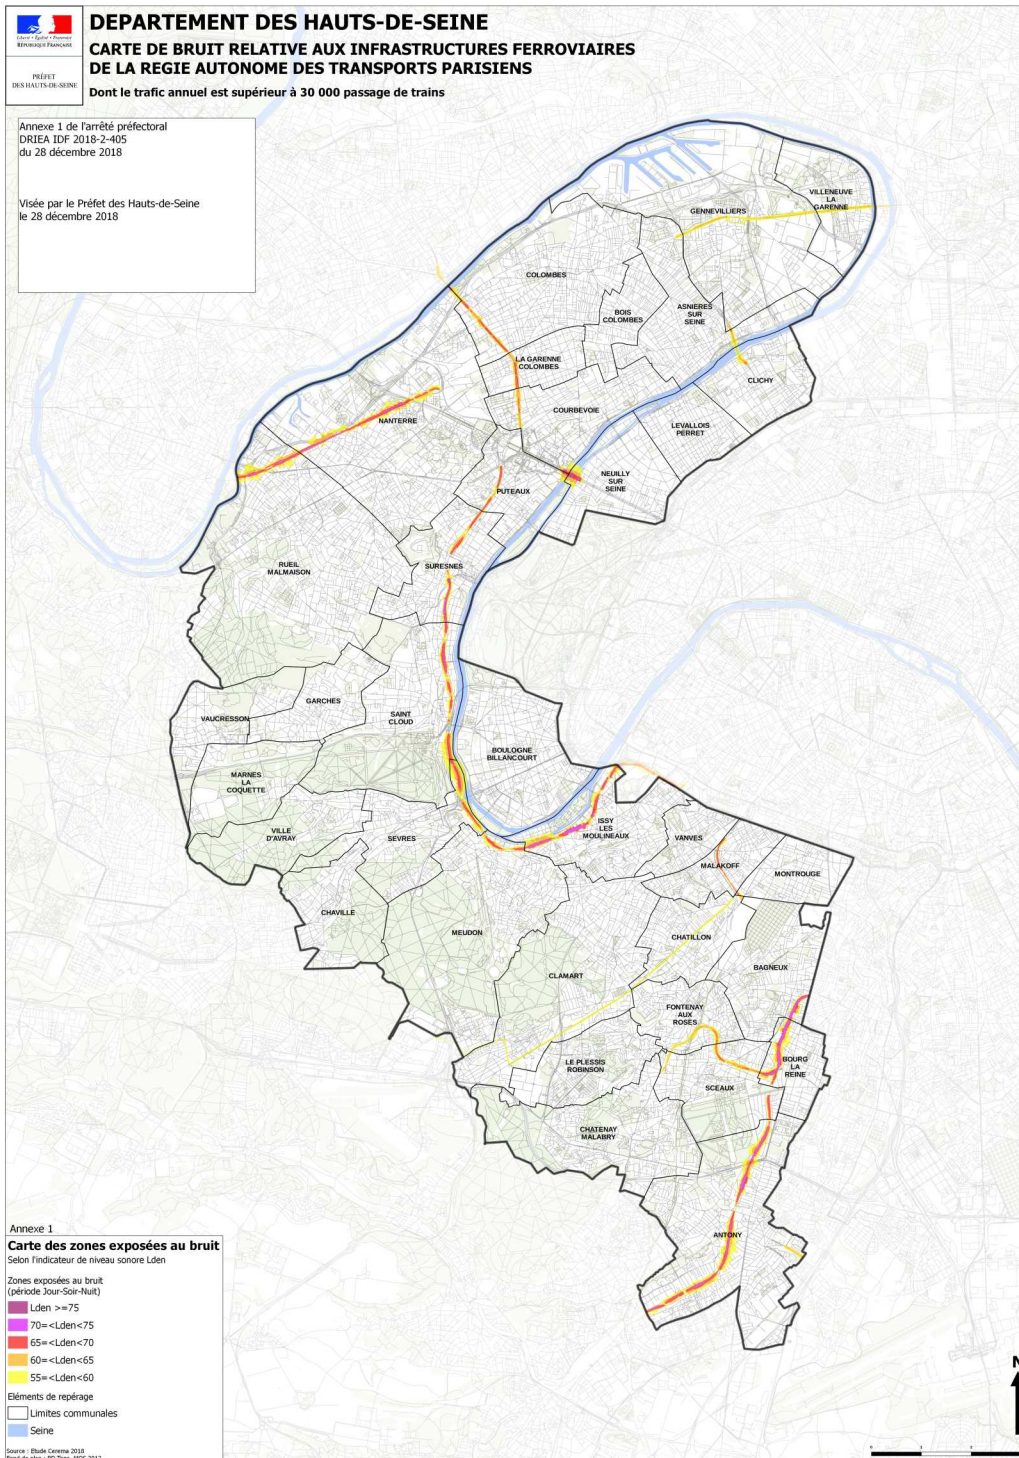 Liberté • Égalité • Fraternité
RÉPUBLIQUE FRANÇAISE
PRÉFET
DES HAUTS-DE-SEINE
DEPARTEMENT DES HAUTS-DE-SEINE
CARTE DE BRUIT RELATIVE AUX INFRASTRUCTURES FERROVIAIRES
DE LA REGIE AUTONOME DES TRANSPORTS PARISIENS
Dont le trafic annuel est supérieur à 30 000 passage de trains
Annexe 1 de l'arrêté préfectoral
DRIEA IDF 2018-2-405
du 28 décembre 2018
Visée par le Préfet des Hauts-de-Seine
le 28 décembre 2018
VILLENEUVE
LA
GARENNE
GENNEVILLIERS
COLOMBES
BOIS
COLOMBES
ASNIERES
SUR
SEINE
LA GARENNE
COLOMBES
CLICHY
COURBEVOIE
LEVALLOIS
PERRET
NANTERRE
NEUILLY
SUR
SEINE
PUTEAUX
RUEIL
MALMAISON
SURESNES
GARCHES
VAUCRESSON
SAINT
CLOUD
BOULOGNE
BILLANCOURT
MARNES
LA
COQUETTE
VILLE
D'AVRAY
SEVRES
ISSY
LES
MOULINEAUX
VANVES
MALAKOFF
MONTROUGE
CHAVILLE
MEUDON
CHATILLON
CLAMART
BAGNEUX
FONTENAY
AUX
ROSES
LE PLESSIS
ROBINSON
BOURG
LA
REINE
SCEAUX
CHATENAY
MALABRY
ANTONY
Annexe 1
Carte des zones exposées au bruit
Selon l'indicateur de niveau sonore Lden
Zones exposées au bruit
(période Jour-Soir-Nuit)
Lden >=75
70=<Lden<75
65=<Lden<70
60=<Lden<65
55=<Lden<60
Eléments de repérage
Limites communales
Seine
Source : Etude Cerema 2018
N